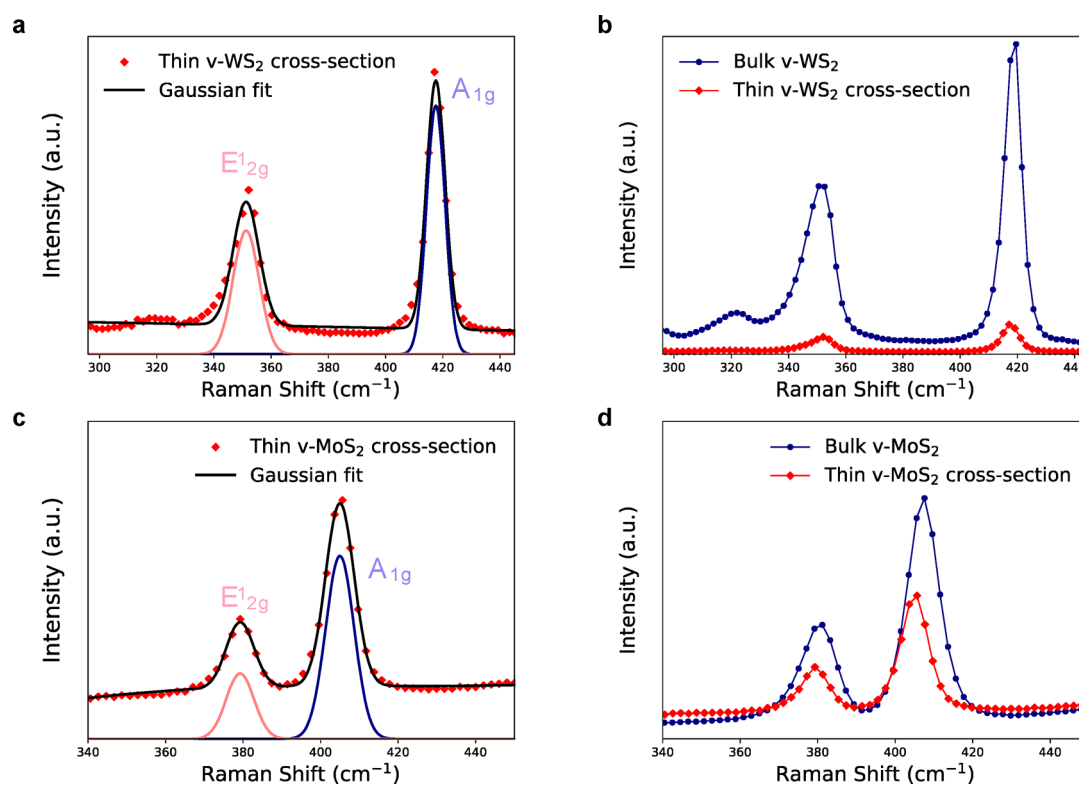 a
Thin v-WS₂ cross-section
Gaussian fit
E¹₂g
A₁g
Intensity (a.u.)
300 320 340 360 380 400 420 440
Raman Shift (cm⁻¹)
b
Bulk v-WS₂
Thin v-WS₂ cross-section
Intensity (a.u.)
300 320 340 360 380 400 420 44
Raman Shift (cm⁻¹)
c
Thin v-MoS₂ cross-section
Gaussian fit
E¹₂g
A₁g
Intensity (a.u.)
340 360 380 400 420 440
Raman Shift (cm⁻¹)
d
Bulk v-MoS₂
Thin v-MoS₂ cross-section
Intensity (a.u.)
340 360 380 400 420 440
Raman Shift (cm⁻¹)